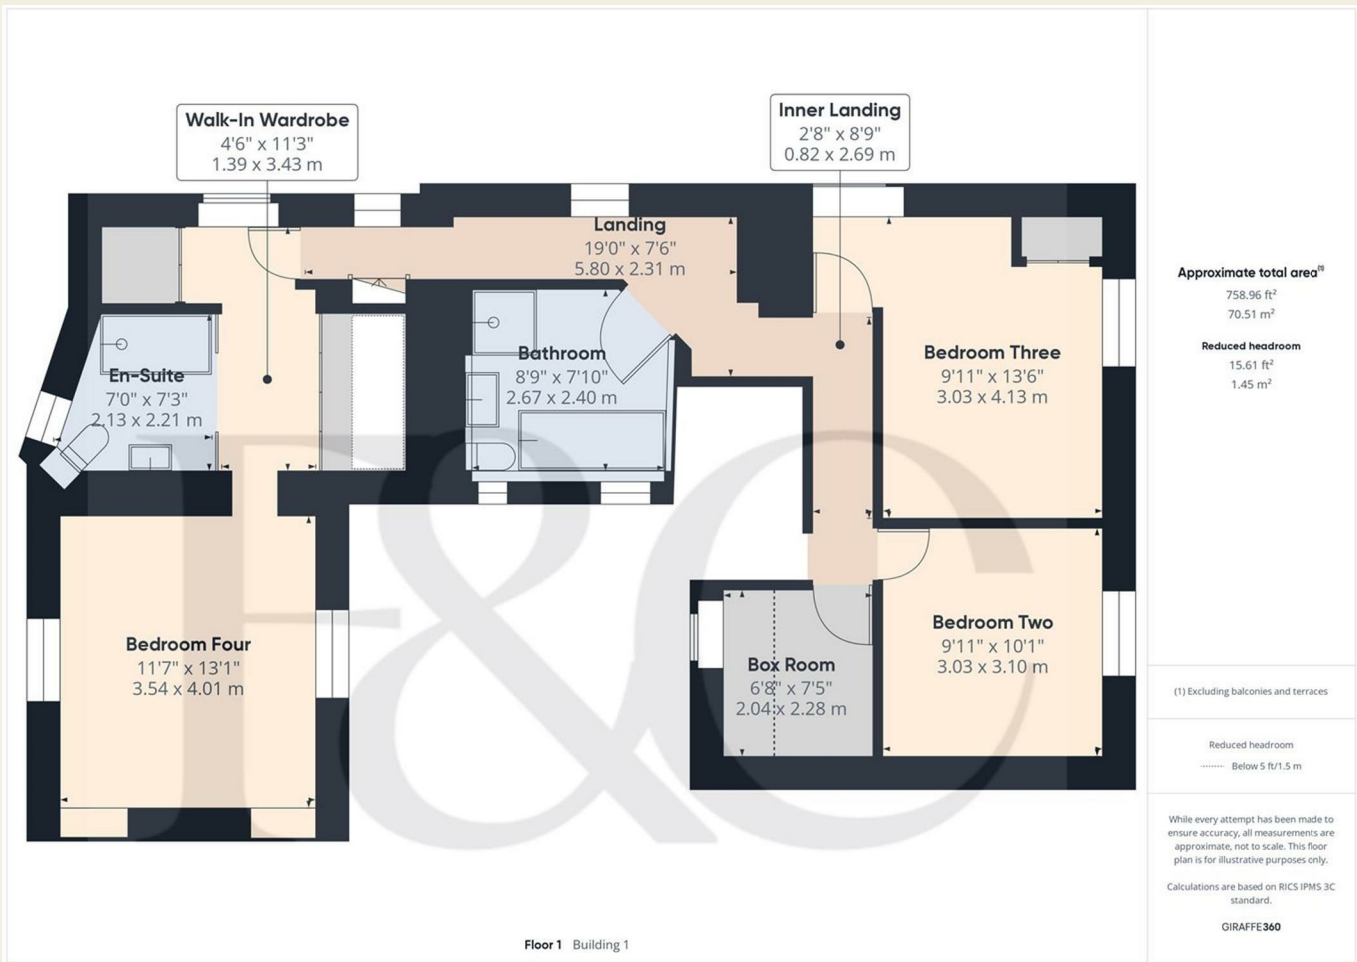 Walk-In Wardrobe
4'6" x 11'3"
1.39 x 3.43 m
Inner Landing
2'8" x 8'9"
0.82 x 2.69 m
Landing
19'0" x 7'6"
5.80 x 2.31 m
En-Suite
7'0" x 7'3"
2.13 x 2.21 m
Bathroom
8'9" x 7'10"
2.67 x 2.40 m
Bedroom Three
9'11" x 13'6"
3.03 x 4.13 m
Bedroom Four
11'7" x 13'1"
3.54 x 4.01 m
Box Room
6'8" x 7'5"
2.04 x 2.28 m
Bedroom Two
9'11" x 10'1"
3.03 x 3.10 m
F&C
Floor 1 Building 1
Approximate total area(1)
758.96 ft²
70.51 m²
Reduced headroom
15.61 ft²
1.45 m²
(1) Excluding balconies and terraces
Reduced headroom
Below 5 ft/1.5 m
While every attempt has been made to
ensure accuracy, all measurements are
approximate, not to scale. This floor
plan is for illustrative purposes only.
Calculations are based on RICS IPMS 3C
standard.
GIRAFFE360